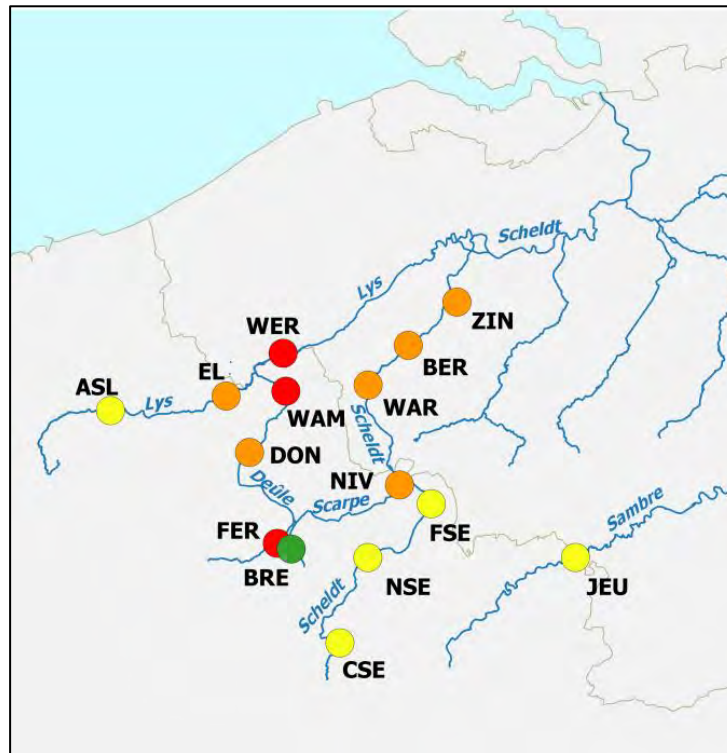 Scheldt
Lys
WER
ZIN
BER
EL
ASL
Lys
WAM
WAR
Scheldt
DON
NIV
Deûle
Scarpe
FSE
Sambre
FER
BRE
NSE
JEU
Scheldt
CSE